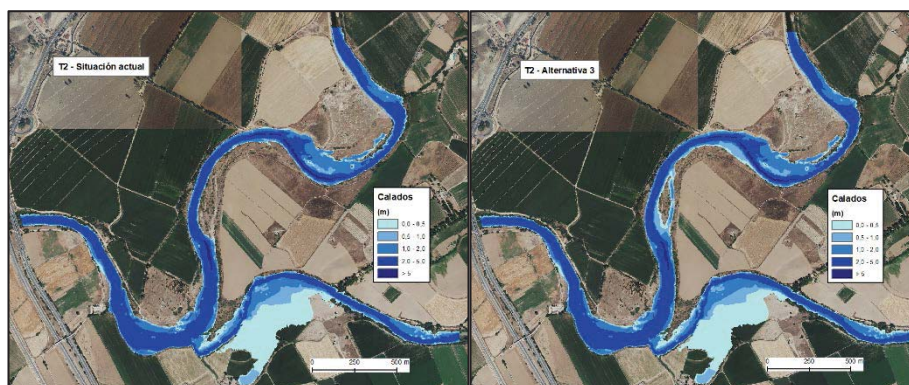 T2 - Situación actual
Calados
(m)
0,0 - 0,5
0,5 - 1,0
1,0 - 2,0
2,0 - 5,0
> 5
0 250 500 m
T2 - Alternativa 3
Calados
(m)
0,0 - 0,5
0,5 - 1,0
1,0 - 2,0
2,0 - 5,0
> 5
0 250 500 m